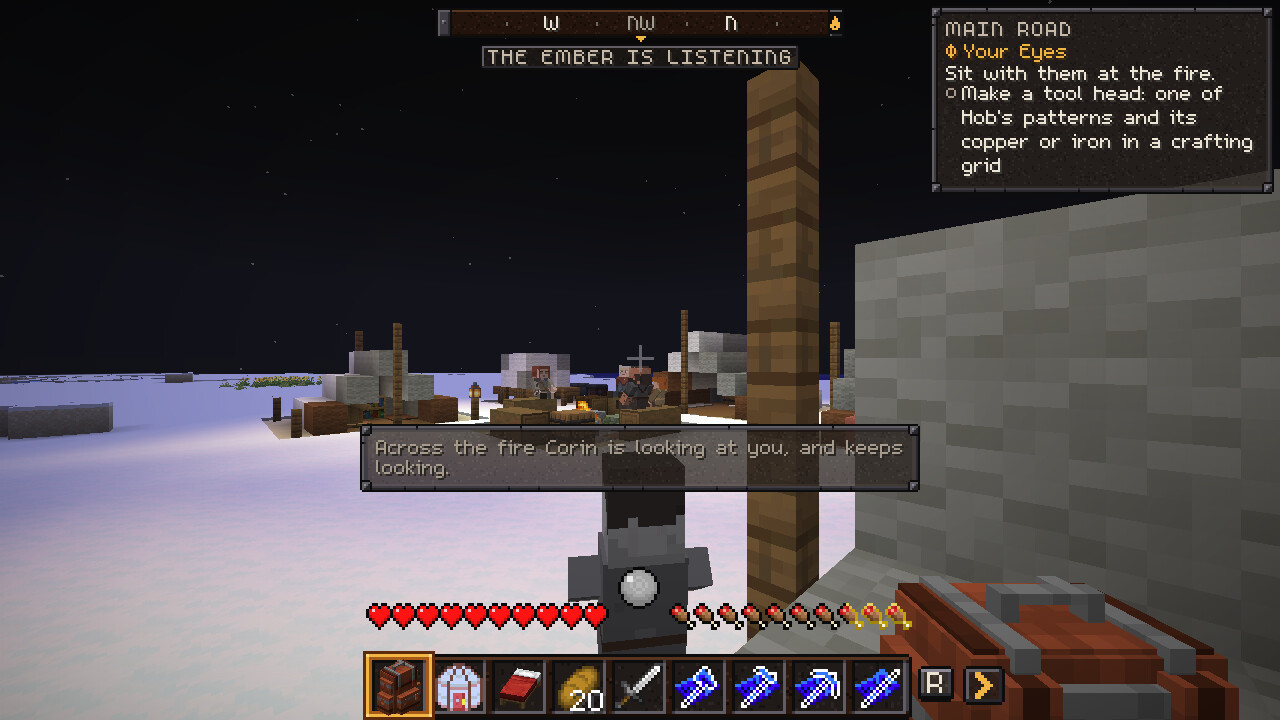 W NW N
THE EMBER IS LISTENING
MAIN ROAD
Your Eyes
Sit with them at the fire.
Make a tool head: one of
Hob's patterns and its
copper or iron in a crafting
grid
Across the fire Corin is looking at you, and keeps
looking.
20
R